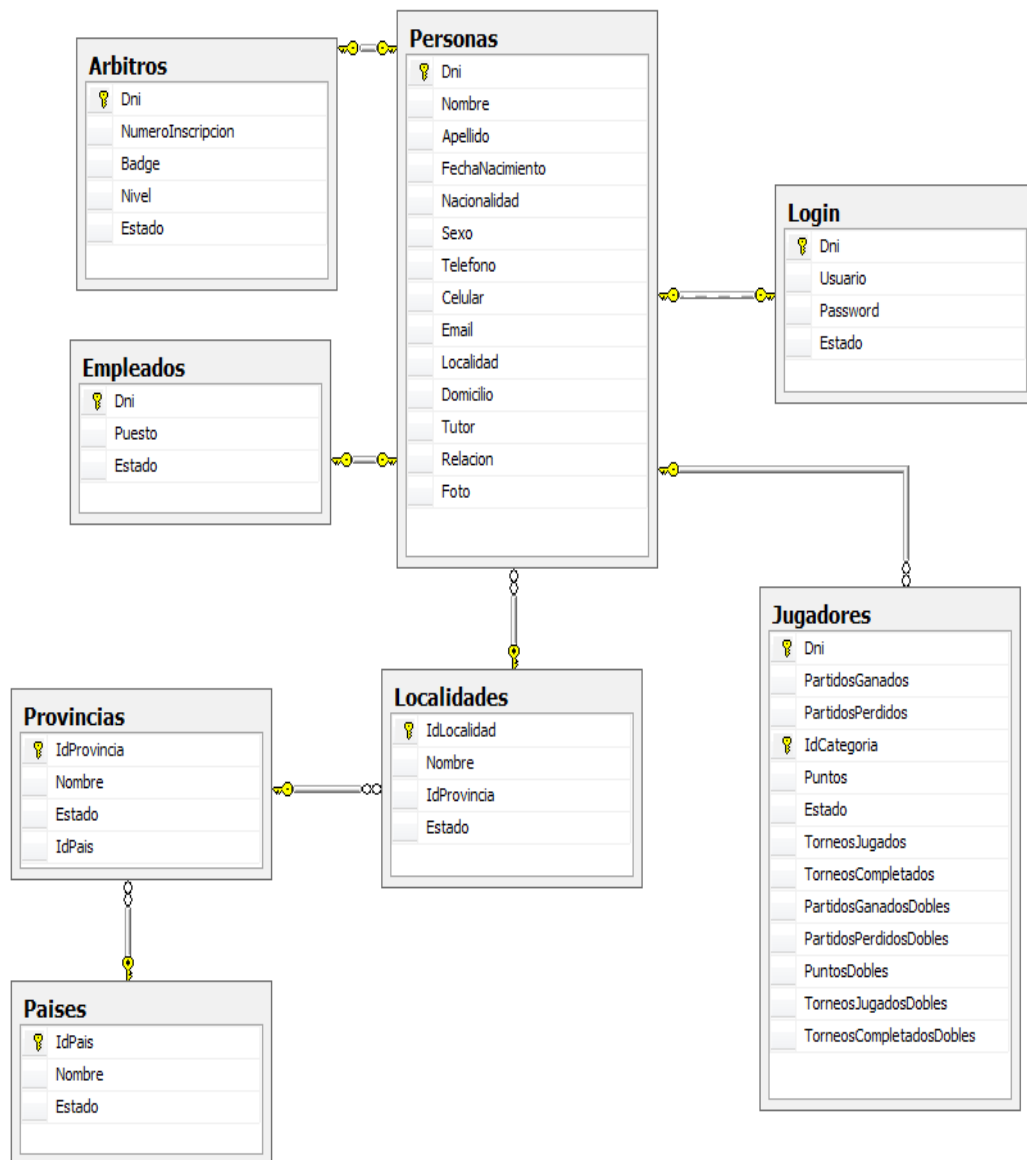 Personas
Dni
Nombre
Apellido
FechaNacimiento
Nacionalidad
Sexo
Telefono
Celular
Email
Localidad
Domicilio
Tutor
Relacion
Foto
Arbitros
Dni
NumeroInscripcion
Badge
Nivel
Estado
Login
Dni
Usuario
Password
Estado
Empleados
Dni
Puesto
Estado
Jugadores
Dni
PartidosGanados
PartidosPerdidos
IdCategoria
Puntos
Estado
TorneosJugados
TorneosCompletados
PartidosGanadosDobles
PartidosPerdidosDobles
PuntosDobles
TorneosJugadosDobles
TorneosCompletadosDobles
Localidades
IdLocalidad
Nombre
IdProvincia
Estado
Provincias
IdProvincia
Nombre
Estado
IdPais
Paises
IdPais
Nombre
Estado